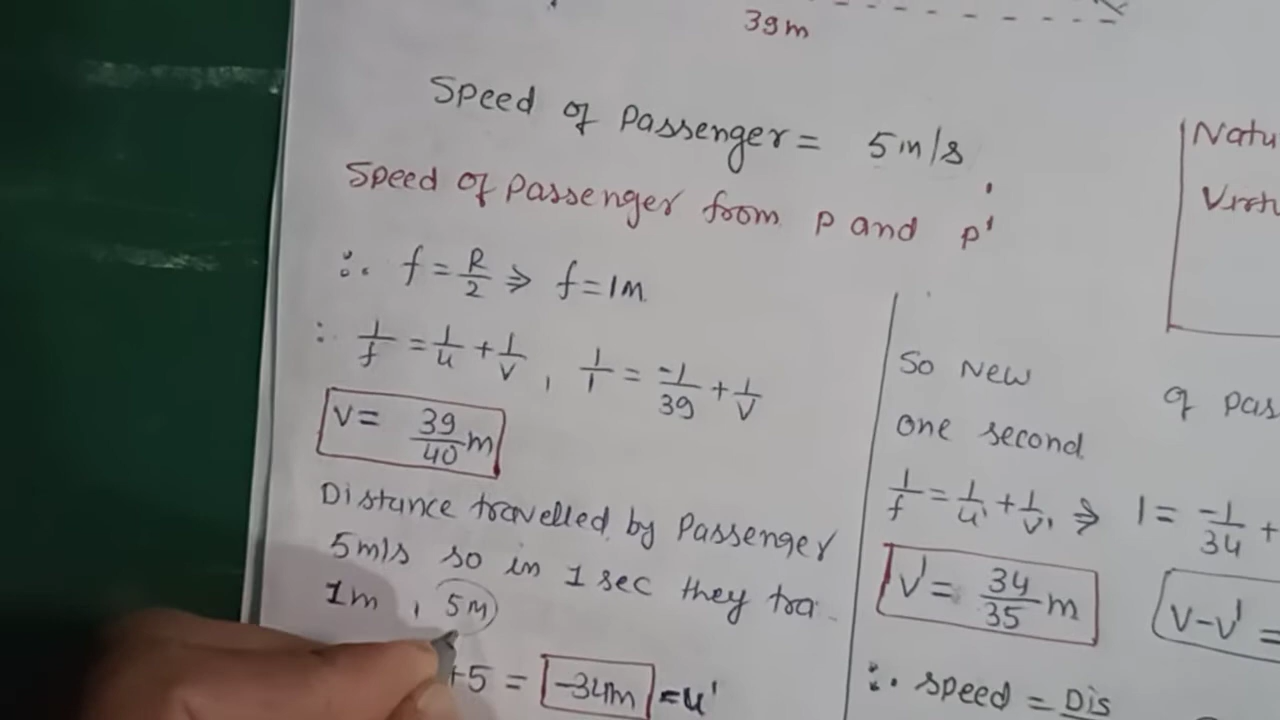 39m
Speed of Passenger = 5m/s
Speed of Passenger from P and P'
∴ f = R/2 ⇒ f = 1m
: 1/f = 1/u + 1/v , 1/1 = -1/39 + 1/v
v = 39/40 m
Distance travelled by Passenger
5m/s so in 1 sec they tra
1m , 5m
+5 = -34m = u'
Natu
Virtu
So New
of pas
one second
1/f = 1/u' + 1/v' ⇒ 1 = -1/34 +
v' = 34/35 m
v-v' =
∴ speed = Dis